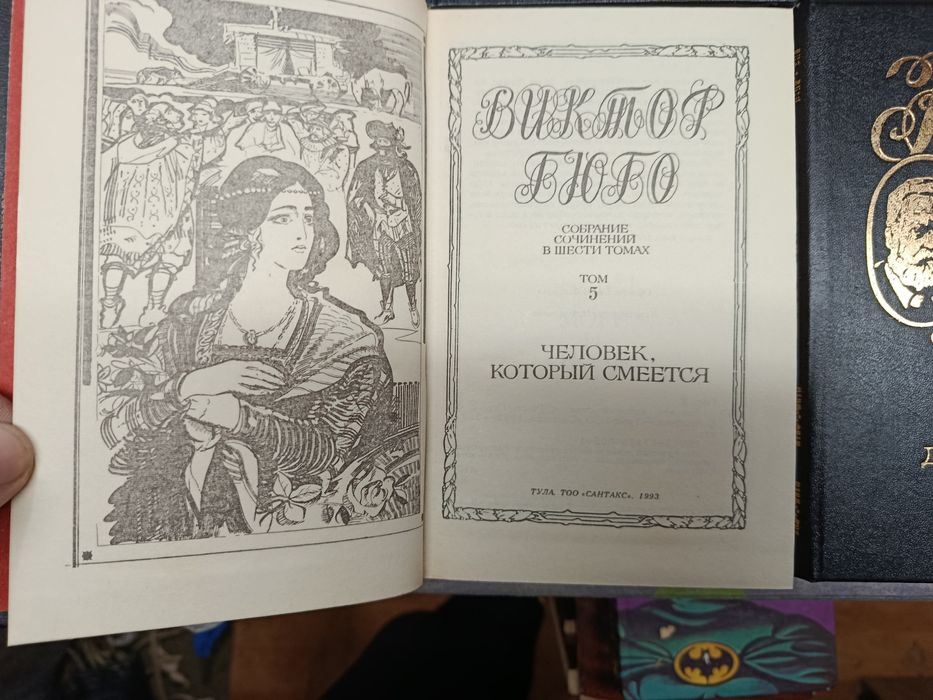 ВИКТОР
ГЮГО
СОБРАНИЕ
СОЧИНЕНИЙ
В ШЕСТИ ТОМАХ
ТОМ
5
ЧЕЛОВЕК,
КОТОРЫЙ СМЕЕТСЯ
ТУЛА. ТОО «САНТАКС», 1993